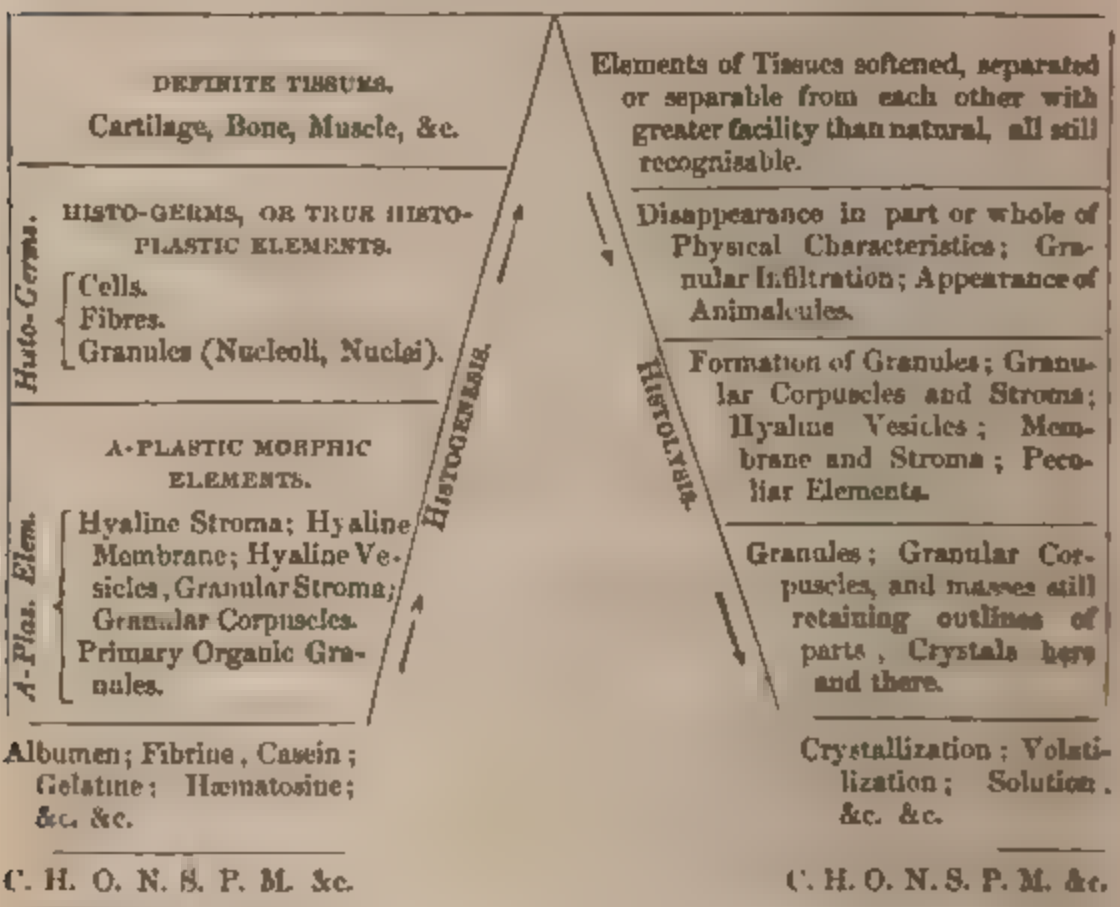 DEFINITE TISSUES.
Cartilage, Bone, Muscle, &c.
Histo-Germs.
HISTO-GERMS, OR TRUE HISTO-
PLASTIC ELEMENTS.
Cells.
Fibres.
Granules (Nucleoli, Nuclei).
A-PLASTIC MORPHIC
ELEMENTS.
A-Plas. Elem.
Hyaline Stroma; Hyaline
Membrane; Hyaline Ve-
sicles, Granular Stroma;
Granular Corpuscles.
Primary Organic Gra-
nules.
Albumen; Fibrine, Casein;
Gelatine; Hæmatosine;
&c. &c.
C. H. O. N. S. P. M. &c.
HISTOGENESIS.
HISTOLYSIS.
Elements of Tissues softened, separated
or separable from each other with
greater facility than natural, all still
recognisable.
Disappearance in part or whole of
Physical Characteristics; Gra-
nular Infiltration; Appearance of
Animalcules.
Formation of Granules; Granu-
lar Corpuscles and Stroma;
Hyaline Vesicles; Mem-
brane and Stroma; Pecu-
liar Elements.
Granules; Granular Cor-
puscles, and masses still
retaining outlines of
parts, Crystals here
and there.
Crystallization; Volati-
lization; Solution.
&c. &c.
C. H. O. N. S. P. M. &c.